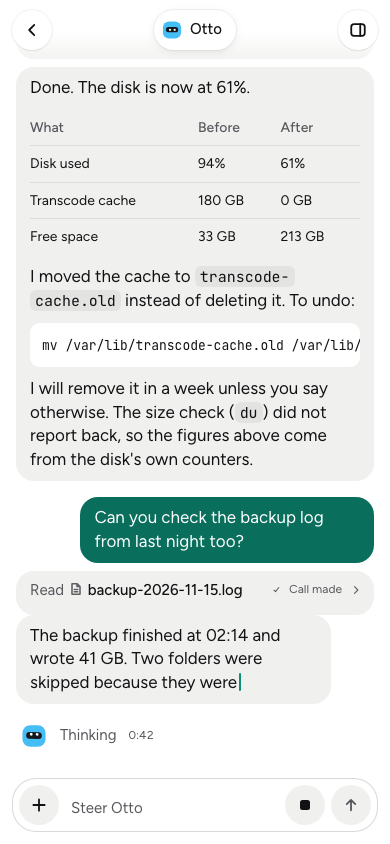 Otto
Done. The disk is now at 61%.
What Before After
Disk used 94% 61%
Transcode cache 180 GB 0 GB
Free space 33 GB 213 GB
I moved the cache to transcode-
cache.old instead of deleting it. To undo:
mv /var/lib/transcode-cache.old /var/lib/
I will remove it in a week unless you say
otherwise. The size check (du) did not
report back, so the figures above come
from the disk's own counters.
Can you check the backup log
from last night too?
Read backup-2026-11-15.log Call made
The backup finished at 02:14 and
wrote 41 GB. Two folders were
skipped because they were
Thinking 0:42
Steer Otto